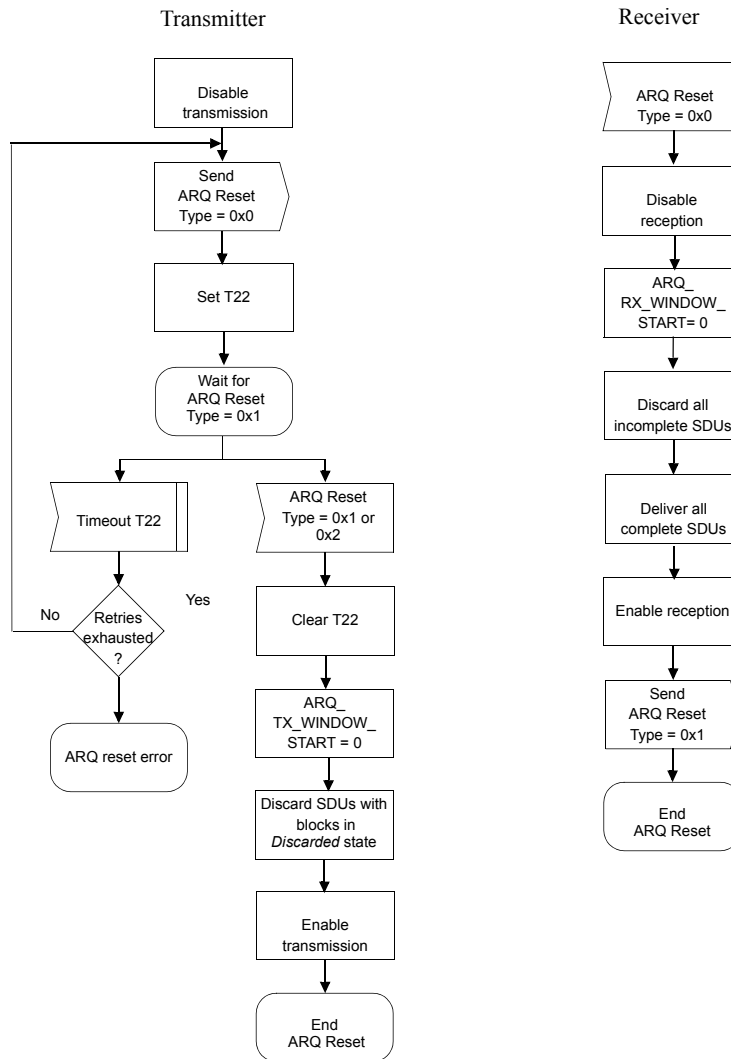 Transmitter
Disable
transmission
Send
ARQ Reset
Type = 0x0
Set T22
Wait for
ARQ Reset
Type = 0x1
Timeout T22
ARQ Reset
Type = 0x1 or
0x2
No
Retries
exhausted
?
Yes
Clear T22
ARQ reset error
ARQ_
TX_WINDOW_
START = 0
Discard SDUs with
blocks in
Discarded state
Enable
transmission
End
ARQ Reset
Receiver
ARQ Reset
Type = 0x0
Disable
reception
ARQ_
RX_WINDOW_
START= 0
Discard all
incomplete SDUs
Deliver all
complete SDUs
Enable reception
Send
ARQ Reset
Type = 0x1
End
ARQ Reset